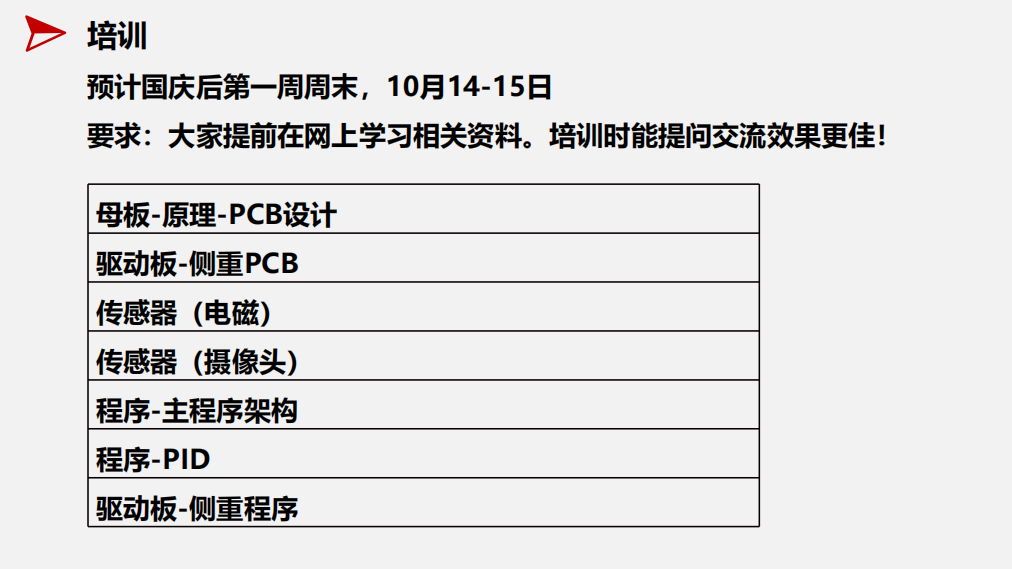 培训
预计国庆后第一周周末，10月14-15日
要求：大家提前在网上学习相关资料。培训时能提问交流效果更佳！
母板-原理-PCB设计
驱动板-侧重PCB
传感器（电磁）
传感器（摄像头）
程序-主程序架构
程序-PID
驱动板-侧重程序